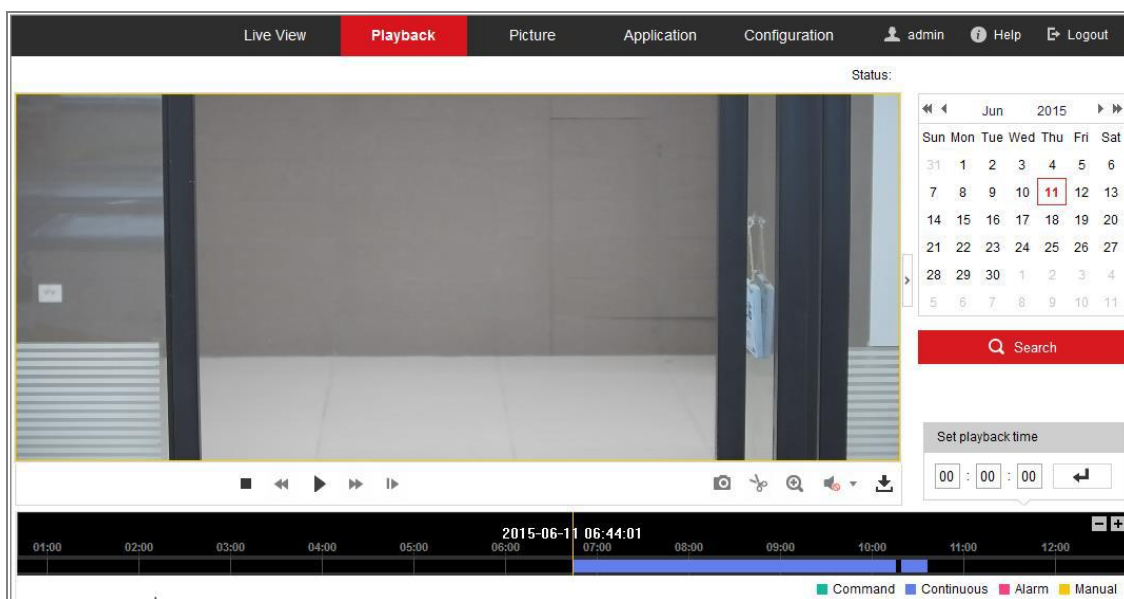 Live View Playback Picture Application Configuration admin Help Logout
Status:
Jun 2015
Sun Mon Tue Wed Thu Fri Sat
31 1 2 3 4 5 6
7 8 9 10 11 12 13
14 15 16 17 18 19 20
21 22 23 24 25 26 27
28 29 30 1 2 3 4
5 6 7 8 9 10 11
Search
Set playback time
00 : 00 : 00
2015-06-11 06:44:01
01:00 02:00 03:00 04:00 05:00 06:00 07:00 08:00 09:00 10:00 11:00 12:00
Command Continuous Alarm Manual